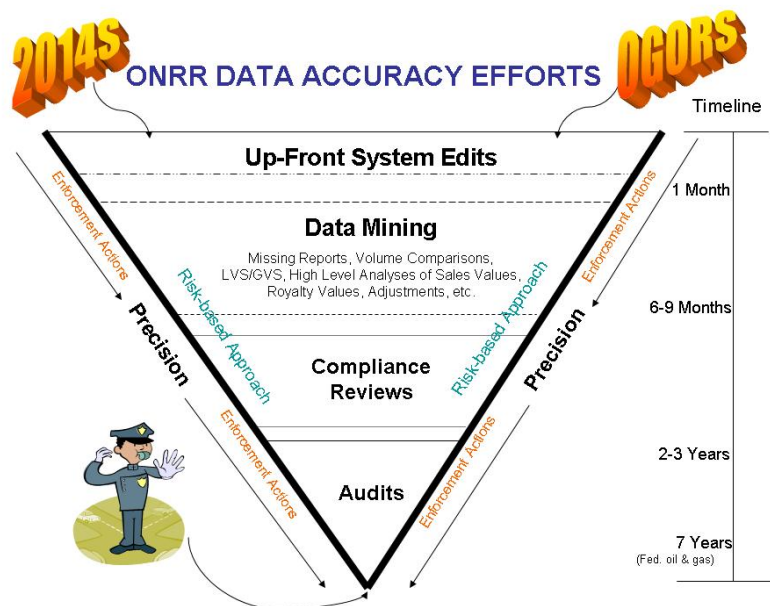 2014S
OGORS
ONRR DATA ACCURACY EFFORTS
Timeline
Up-Front System Edits
1 Month
Enforcement Actions
Enforcement Actions
Data Mining
Missing Reports, Volume Comparisons,
LVS/GVS, High Level Analyses of Sales Values,
Royalty Values, Adjustments, etc.
Risk-based Approach
Risk-based Approach
6-9 Months
Precision
Precision
Compliance
Reviews
Enforcement Actions
Enforcement Actions
2-3 Years
Audits
7 Years
(Fed. oil & gas)